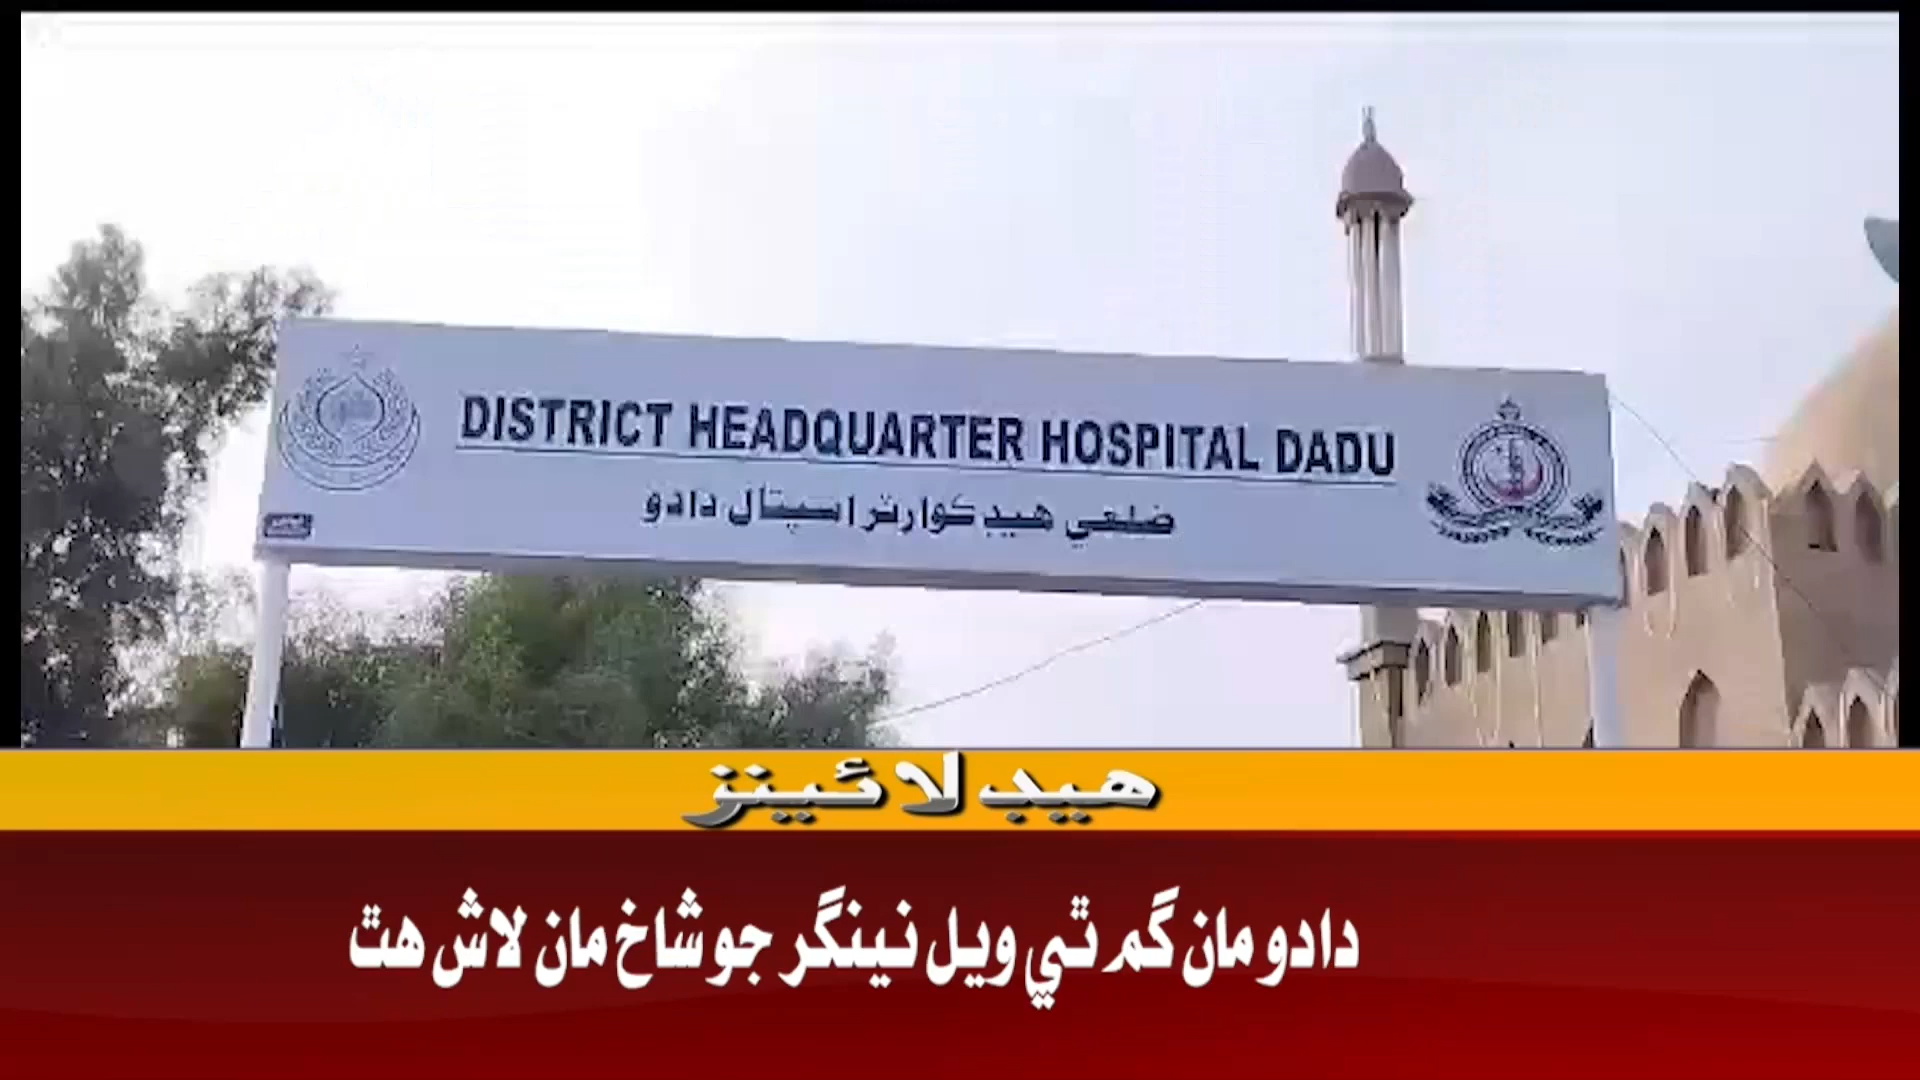 DISTRICT HEADQUARTER HOSPITAL DADU
ضلعي هيڊ كوارٽر اسپتال دادو
هيڊ لائينز
دادو مان گم ٿي ويل نينگر جو شاخ مان لاش هٿ